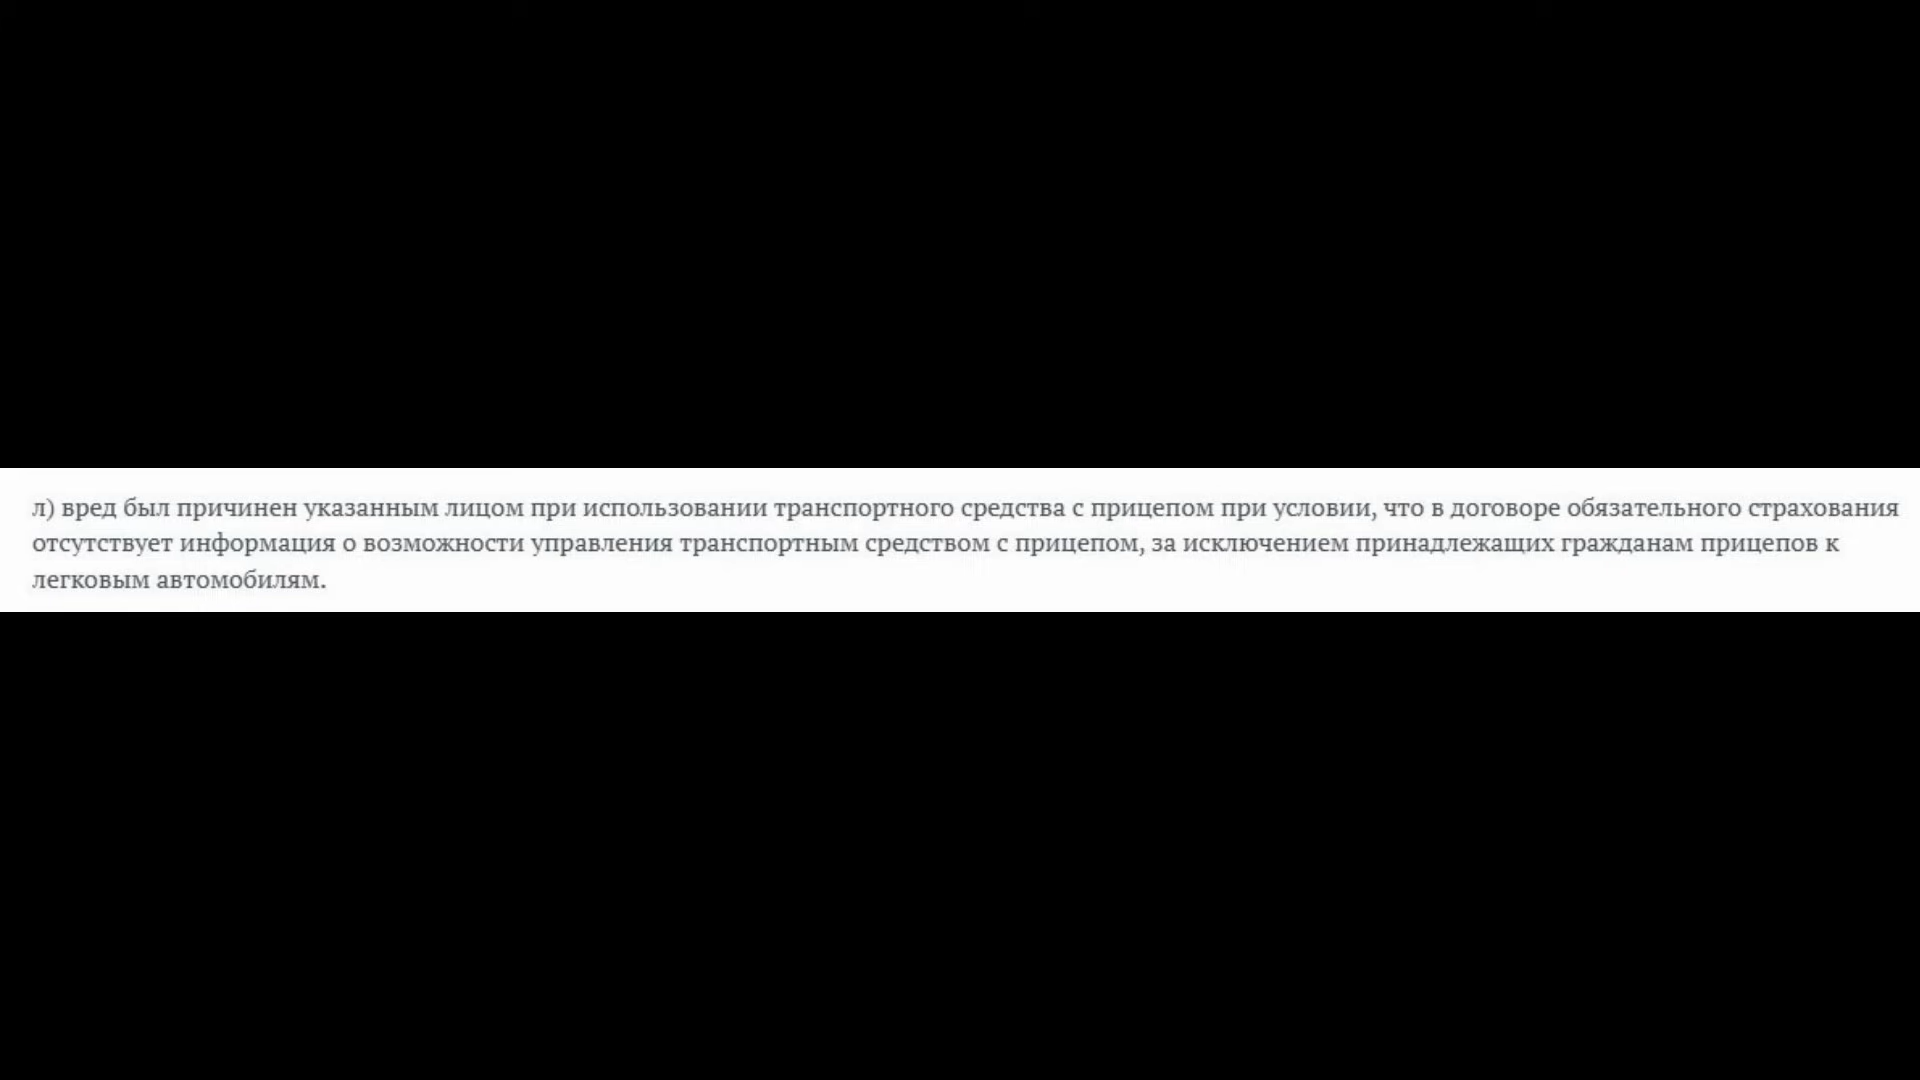 л) вред был причинен указанным лицом при использовании транспортного средства с прицепом при условии, что в договоре обязательного страхования
отсутствует информация о возможности управления транспортным средством с прицепом, за исключением принадлежащих гражданам прицепов к
легковым автомобилям.